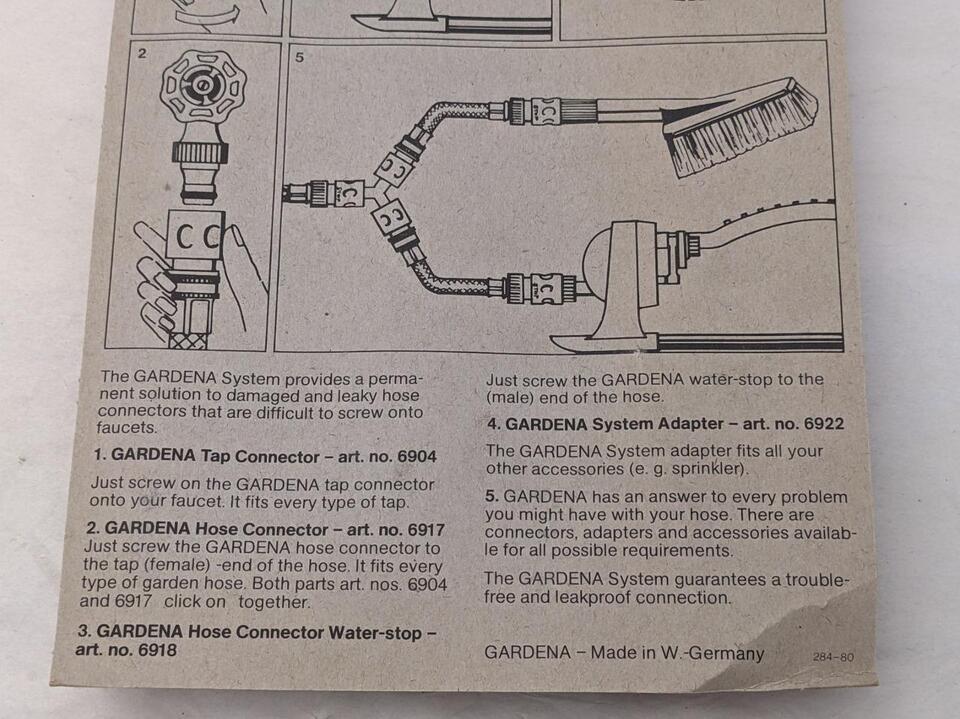 2
5
The GARDENA System provides a perma-
nent solution to damaged and leaky hose
connectors that are difficult to screw onto
faucets.
1. GARDENA Tap Connector – art. no. 6904
Just screw on the GARDENA tap connector
onto your faucet. It fits every type of tap.
2. GARDENA Hose Connector – art. no. 6917
Just screw the GARDENA hose connector to
the tap (female) -end of the hose. It fits every
type of garden hose. Both parts art. nos. 6904
and 6917 click on together.
3. GARDENA Hose Connector Water-stop –
art. no. 6918
Just screw the GARDENA water-stop to the
(male) end of the hose.
4. GARDENA System Adapter – art. no. 6922
The GARDENA System adapter fits all your
other accessories (e. g. sprinkler).
5. GARDENA has an answer to every problem
you might have with your hose. There are
connectors, adapters and accessories availab-
le for all possible requirements.
The GARDENA System guarantees a trouble-
free and leakproof connection.
GARDENA – Made in W.-Germany
284–80